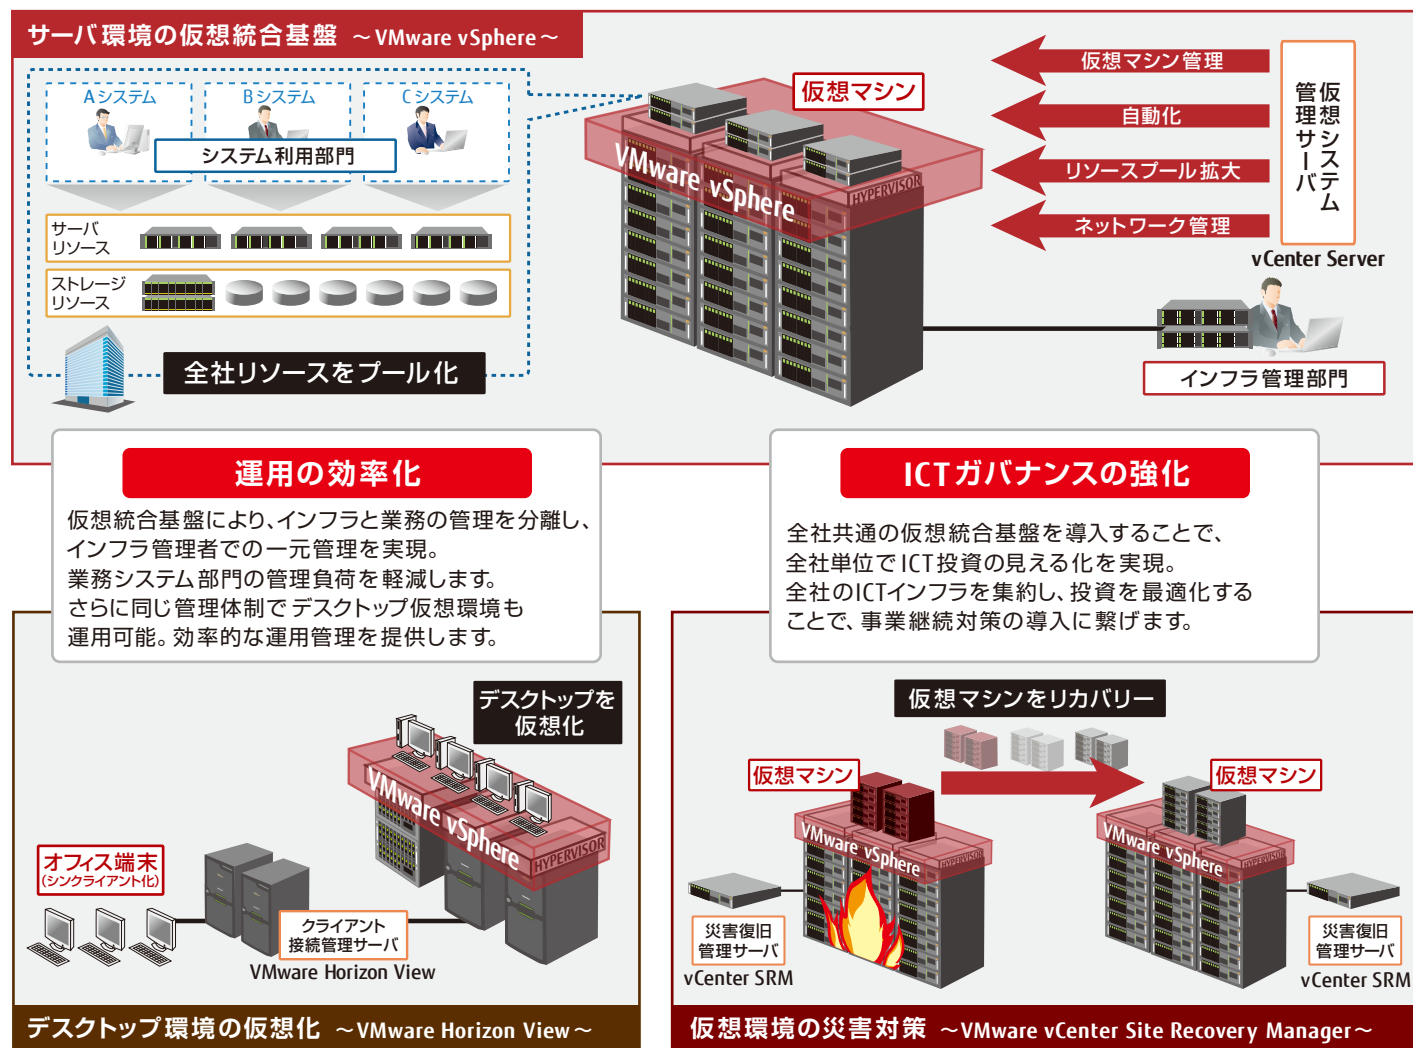 サーバ環境の仮想統合基盤 ～VMware vSphere～
Aシステム
Bシステム
Cシステム
システム利用部門
サーバ
リソース
ストレージ
リソース
全社リソースをプール化
仮想マシン
VMware vSphere
HYPERVISOR
仮想マシン管理
自動化
リソースプール拡大
ネットワーク管理
仮想システム
管理サーバ
vCenter Server
インフラ管理部門
運用の効率化
仮想統合基盤により、インフラと業務の管理を分離し、
インフラ管理者での一元管理を実現。
業務システム部門の管理負荷を軽減します。
さらに同じ管理体制でデスクトップ仮想環境も
運用可能。効率的な運用管理を提供します。
ICTガバナンスの強化
全社共通の仮想統合基盤を導入することで、
全社単位でICT投資の見える化を実現。
全社のICTインフラを集約し、投資を最適化する
ことで、事業継続対策の導入に繋げます。
デスクトップを
仮想化
VMware vSphere
HYPERVISOR
オフィス端末
(シンクライアント化)
クライアント
接続管理サーバ
VMware Horizon View
デスクトップ環境の仮想化 ～VMware Horizon View～
仮想マシンをリカバリー
仮想マシン
VMware vSphere
HYPERVISOR
災害復旧
管理サーバ
vCenter SRM
仮想マシン
VMware vSphere
HYPERVISOR
災害復旧
管理サーバ
vCenter SRM
仮想環境の災害対策 ～VMware vCenter Site Recovery Manager～